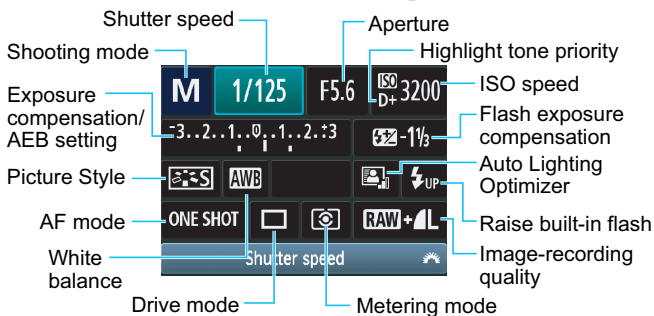 Shutter speed
Aperture
Shooting mode
Highlight tone priority
M 1/125 F5.6 ISO D+ 3200
ISO speed
Exposure compensation/ AEB setting
-3..2..1..0..1..2.+3
-1 1/3
Flash exposure compensation
Picture Style
S AWB
UP
Auto Lighting Optimizer
AF mode
ONE SHOT
RAW+L
Raise built-in flash
White balance
Shutter speed
Image-recording quality
Drive mode
Metering mode